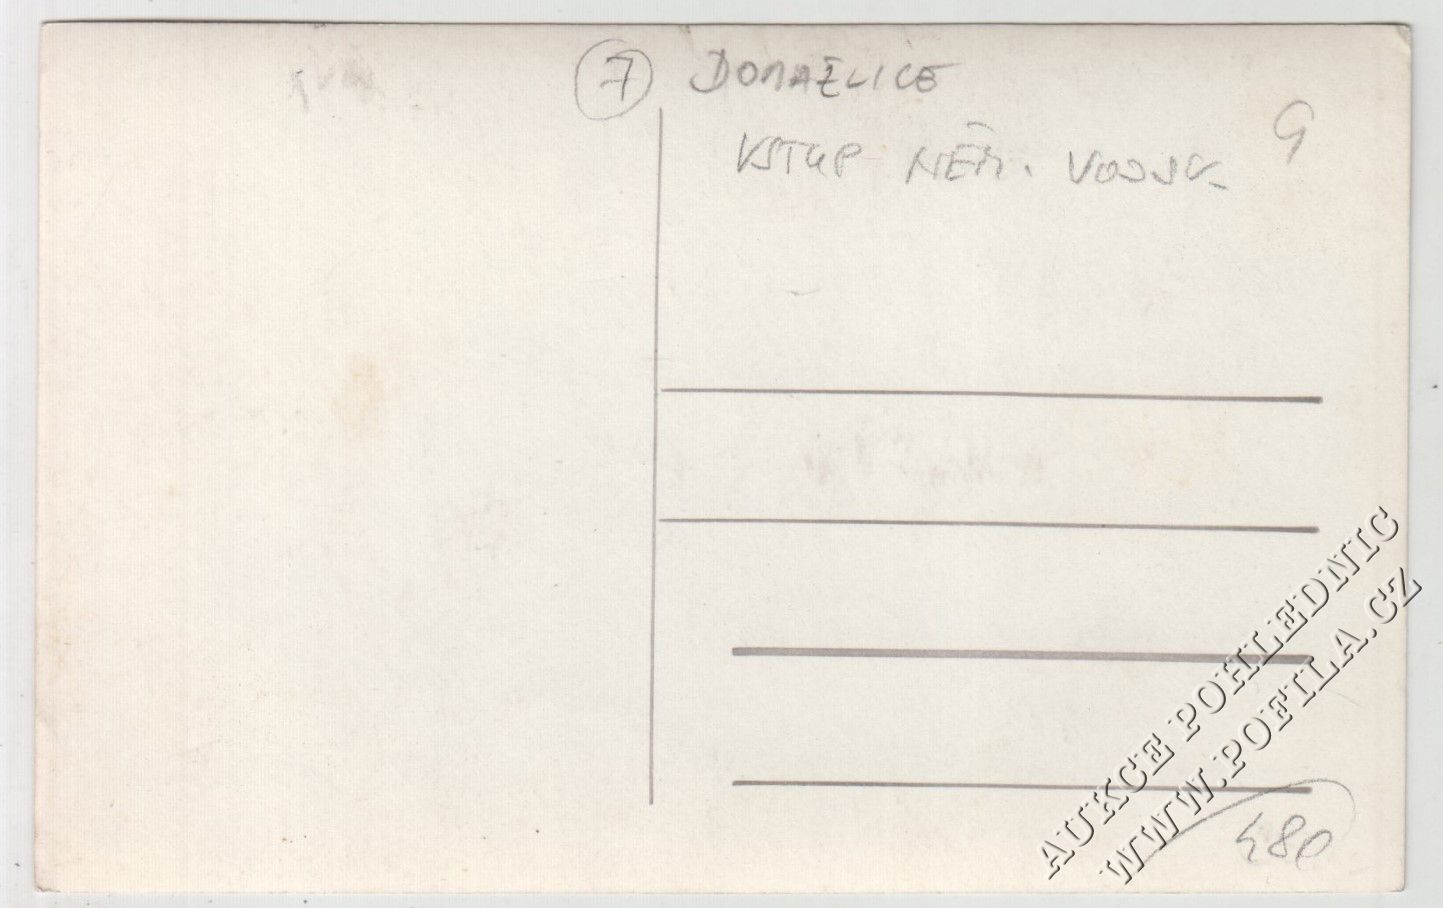 7 DOMAŽLICE
VSTUP NĚM. VOJSK.
9
AUKCE POHLEDNIC
WWW.POFILA.CZ
480